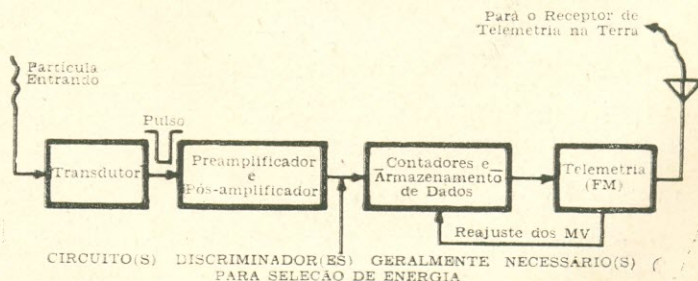 Pará o Receptor de
Telemetria na Terra
Partícula
Entrando
Pulso
Transdutor
Preamplificador
e
Pós-amplificador
Contadores e
Armazenamento
de Dados
Telemetria
(FM)
Reajuste dos MV
CIRCUITO(S) DISCRIMINADOR(ES) GERALMENTE NECESSÁRIO(S)
PARA SELEÇÃO DE ENERGIA